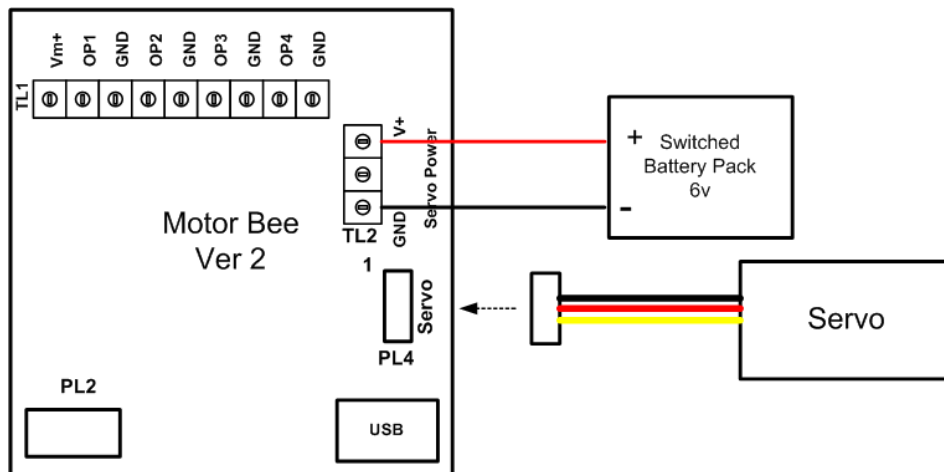 Vm+ OP1 GND OP2 GND OP3 GND OP4 GND
TL1
V+
Servo Power
GND
TL2
+
-
Switched
Battery Pack
6v
Motor Bee
Ver 2
1
Servo
PL4
Servo
PL2
USB